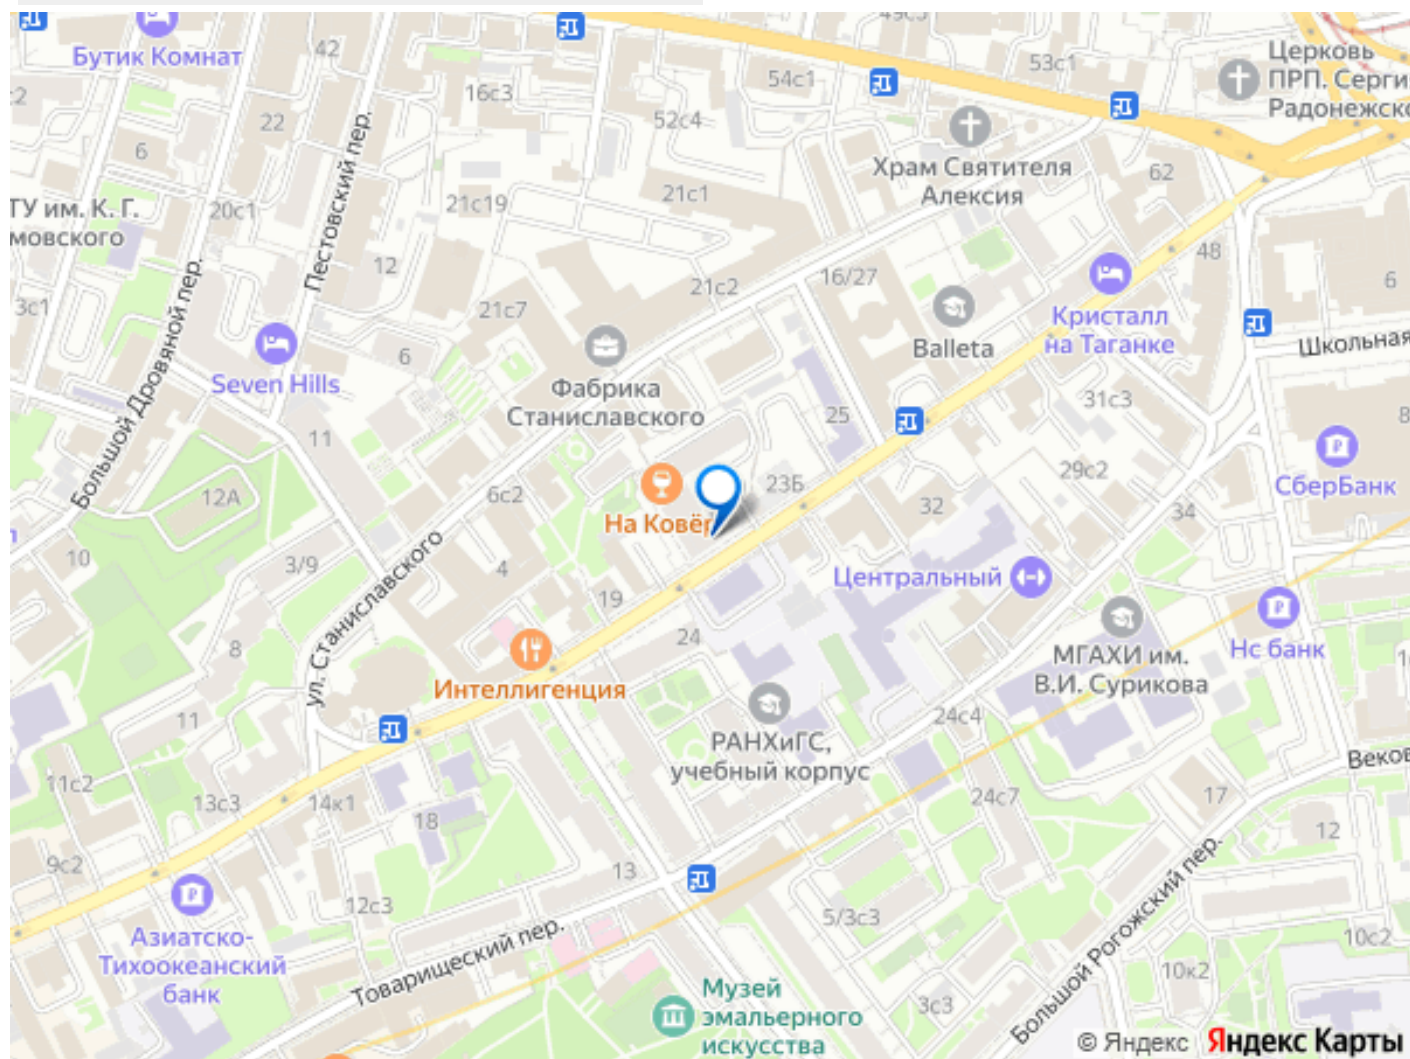 49с5
Бутик Комнат
42
16с3
54с1
53с1
Церковь
ПРП. Серги
Радонежско
22
52с4
6
Пестовский пер.
Храм Святителя
Алексия
62
ТУ им. К. Г.
мовского
20с1
21с19
21с1
12
48
3с1
21с7
21с2
16/27
6
Большой Дровяной пер.
Кристалл
на Таганке
Balleta
Школьная
Seven Hills
6
Фабрика
Станиславского
11
25
31с3
8
12А
6с2
На Ковёр
23Б
32
29с2
34
СберБанк
10
3/9
ул. Станиславского
4
19
Центральный
8
24
Интеллигенция
МГАХИ им.
В.И. Сурикова
Нс банк
11
РАНХиГС,
учебный корпус
24с4
11с2
13с3
14к1
18
24с7
17
Веков
12
9с2
13
12с3
5/3с3
Азиатско-
Тихоокеанский
банк
Товарищеский пер.
Большой Рогожский пер.
10с2
10к2
3с3
Музей
эмальерного
искусства
© Яндекс Яндекс Карты